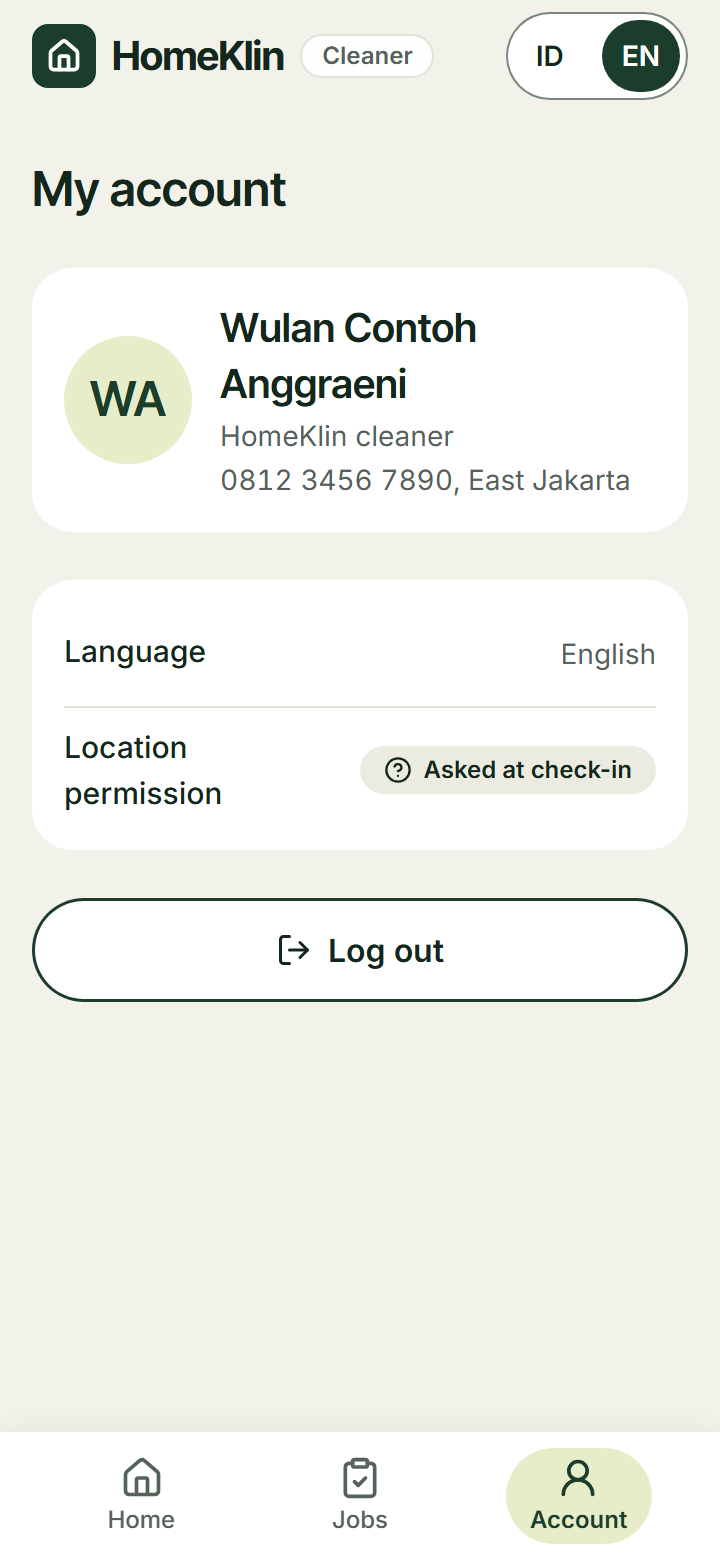 HomeKlin
Cleaner
ID
EN
My account
WA
Wulan Contoh
Anggraeni
HomeKlin cleaner
0812 3456 7890, East Jakarta
Language
English
Location
permission
Asked at check-in
Log out
Home
Jobs
Account